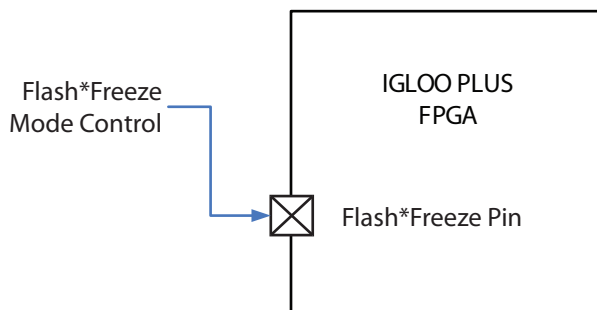 Flash*Freeze
Mode Control
IGLOO PLUS
FPGA
Flash*Freeze Pin